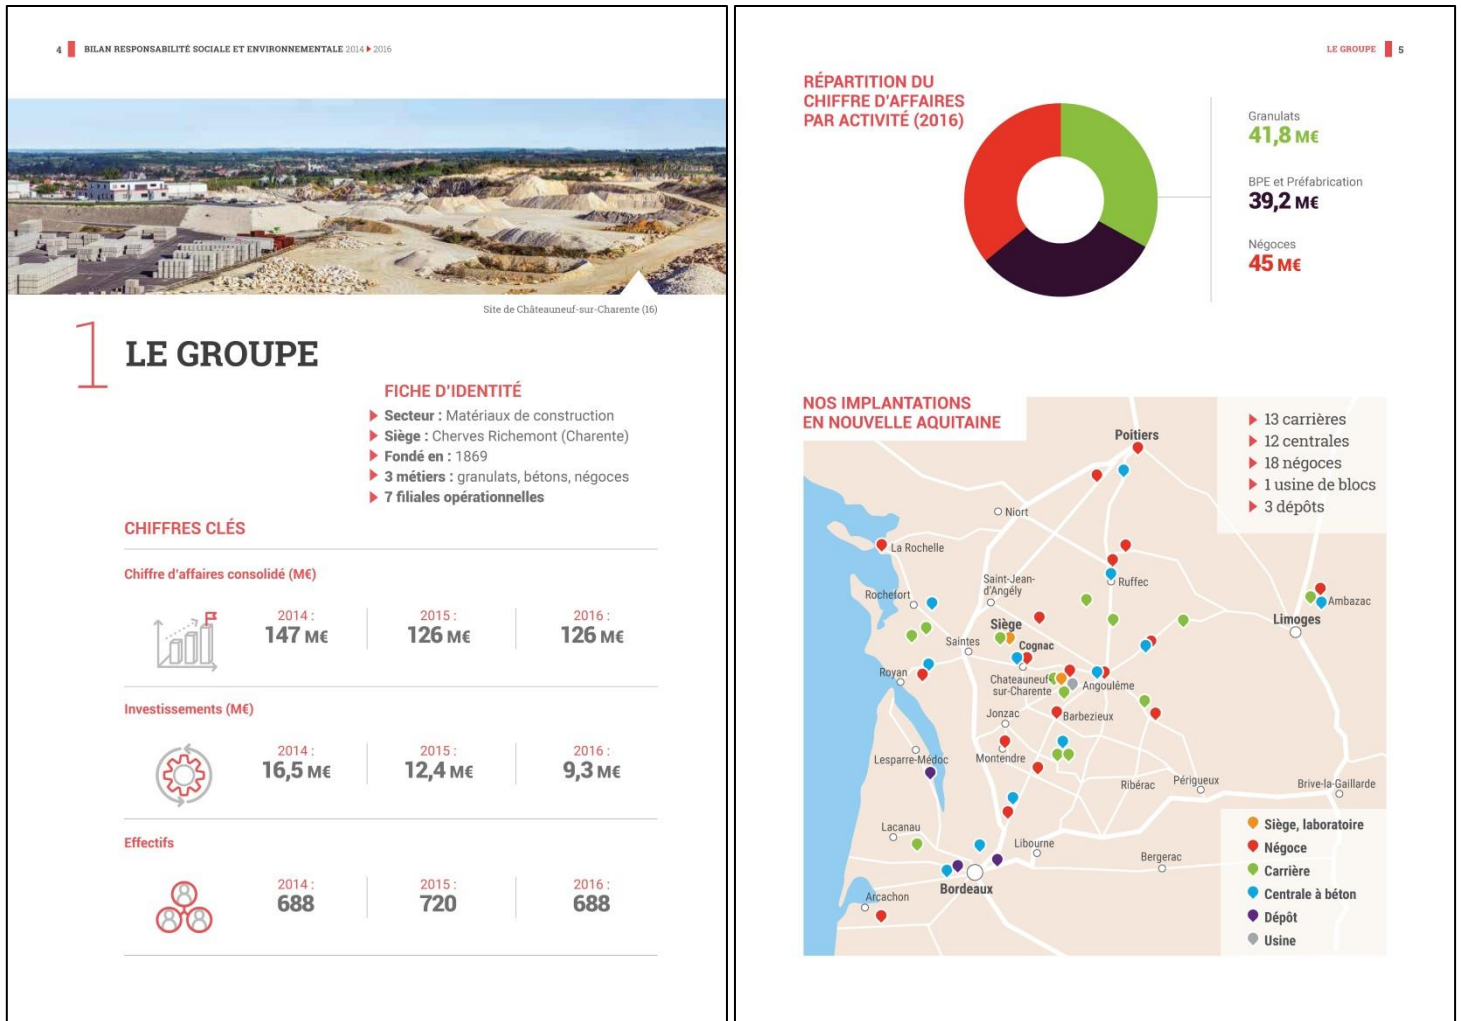 4 BILAN RESPONSABILITÉ SOCIALE ET ENVIRONNEMENTALE 2014 2016
Site de Châteauneuf-sur-Charente (16)
1 LE GROUPE
FICHE D'IDENTITÉ
Secteur : Matériaux de construction
Siège : Cherves Richemont (Charente)
Fondé en : 1869
3 métiers : granulats, bétons, négoces
7 filiales opérationnelles
CHIFFRES CLÉS
Chiffre d'affaires consolidé (M€)
2014 : 2015 : 2016 :
147 M€ 126 M€ 126 M€
Investissements (M€)
2014 : 2015 : 2016 :
16,5 M€ 12,4 M€ 9,3 M€
Effectifs
2014 : 2015 : 2016 :
688 720 688
LE GROUPE 5
RÉPARTITION DU
CHIFFRE D'AFFAIRES
PAR ACTIVITÉ (2016)
Granulats
41,8 M€
BPE et Préfabrication
39,2 M€
Négoces
45 M€
NOS IMPLANTATIONS
EN NOUVELLE AQUITAINE
13 carrières
12 centrales
18 négoces
1 usine de blocs
3 dépôts
Poitiers
Niort
La Rochelle
Saint-Jean-
d'Angély
Ruffec
Rochefort
Ambazac
Limoges
Siège
Saintes
Cognac
Royan
Chateauneuf
sur-Charente
Angoulême
Jonzac
Barbezieux
Lesparre-Médoc
Montendre
Ribérac
Périgueux
Brive-la-Gaillarde
Lacanau
Libourne
Bergerac
Bordeaux
Arcachon
Siège, laboratoire
Négoce
Carrière
Centrale à béton
Dépôt
Usine